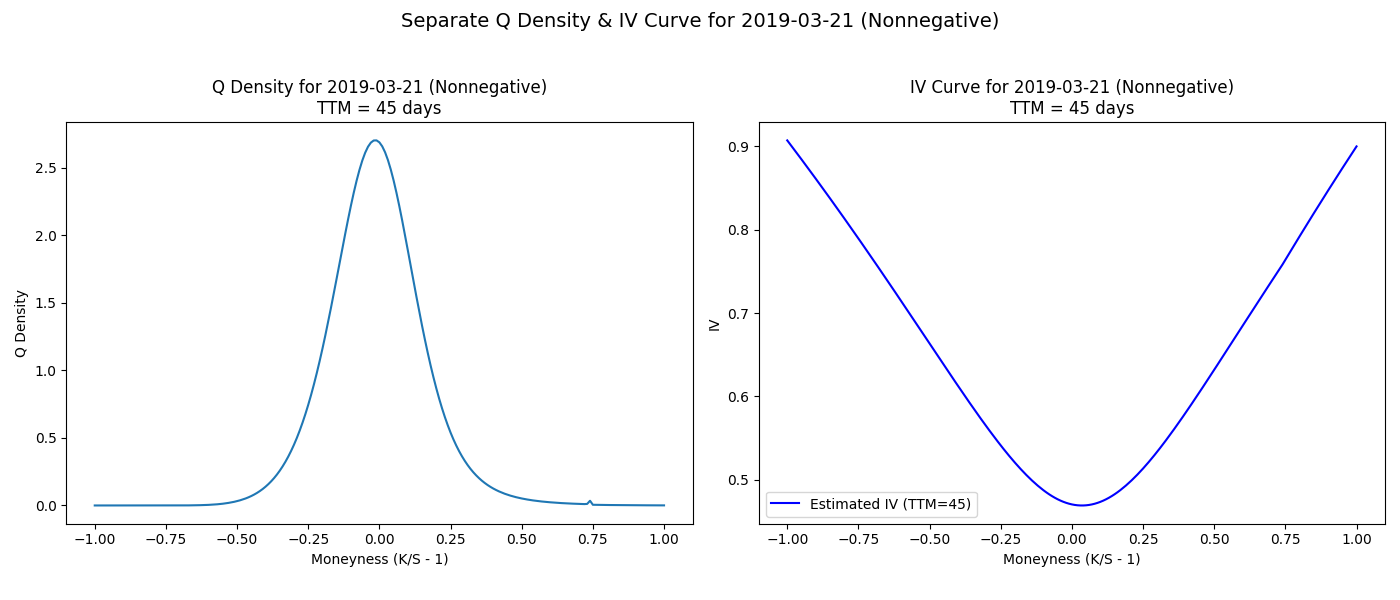 Separate Q Density & IV Curve for 2019-03-21 (Nonnegative)
Q Density for 2019-03-21 (Nonnegative)
TTM = 45 days
Q Density
2.5
2.0
1.5
1.0
0.5
0.0
−1.00 −0.75 −0.50 −0.25 0.00 0.25 0.50 0.75 1.00
Moneyness (K/S - 1)
IV Curve for 2019-03-21 (Nonnegative)
TTM = 45 days
IV
0.9
0.8
0.7
0.6
0.5
Estimated IV (TTM=45)
−1.00 −0.75 −0.50 −0.25 0.00 0.25 0.50 0.75 1.00
Moneyness (K/S - 1)